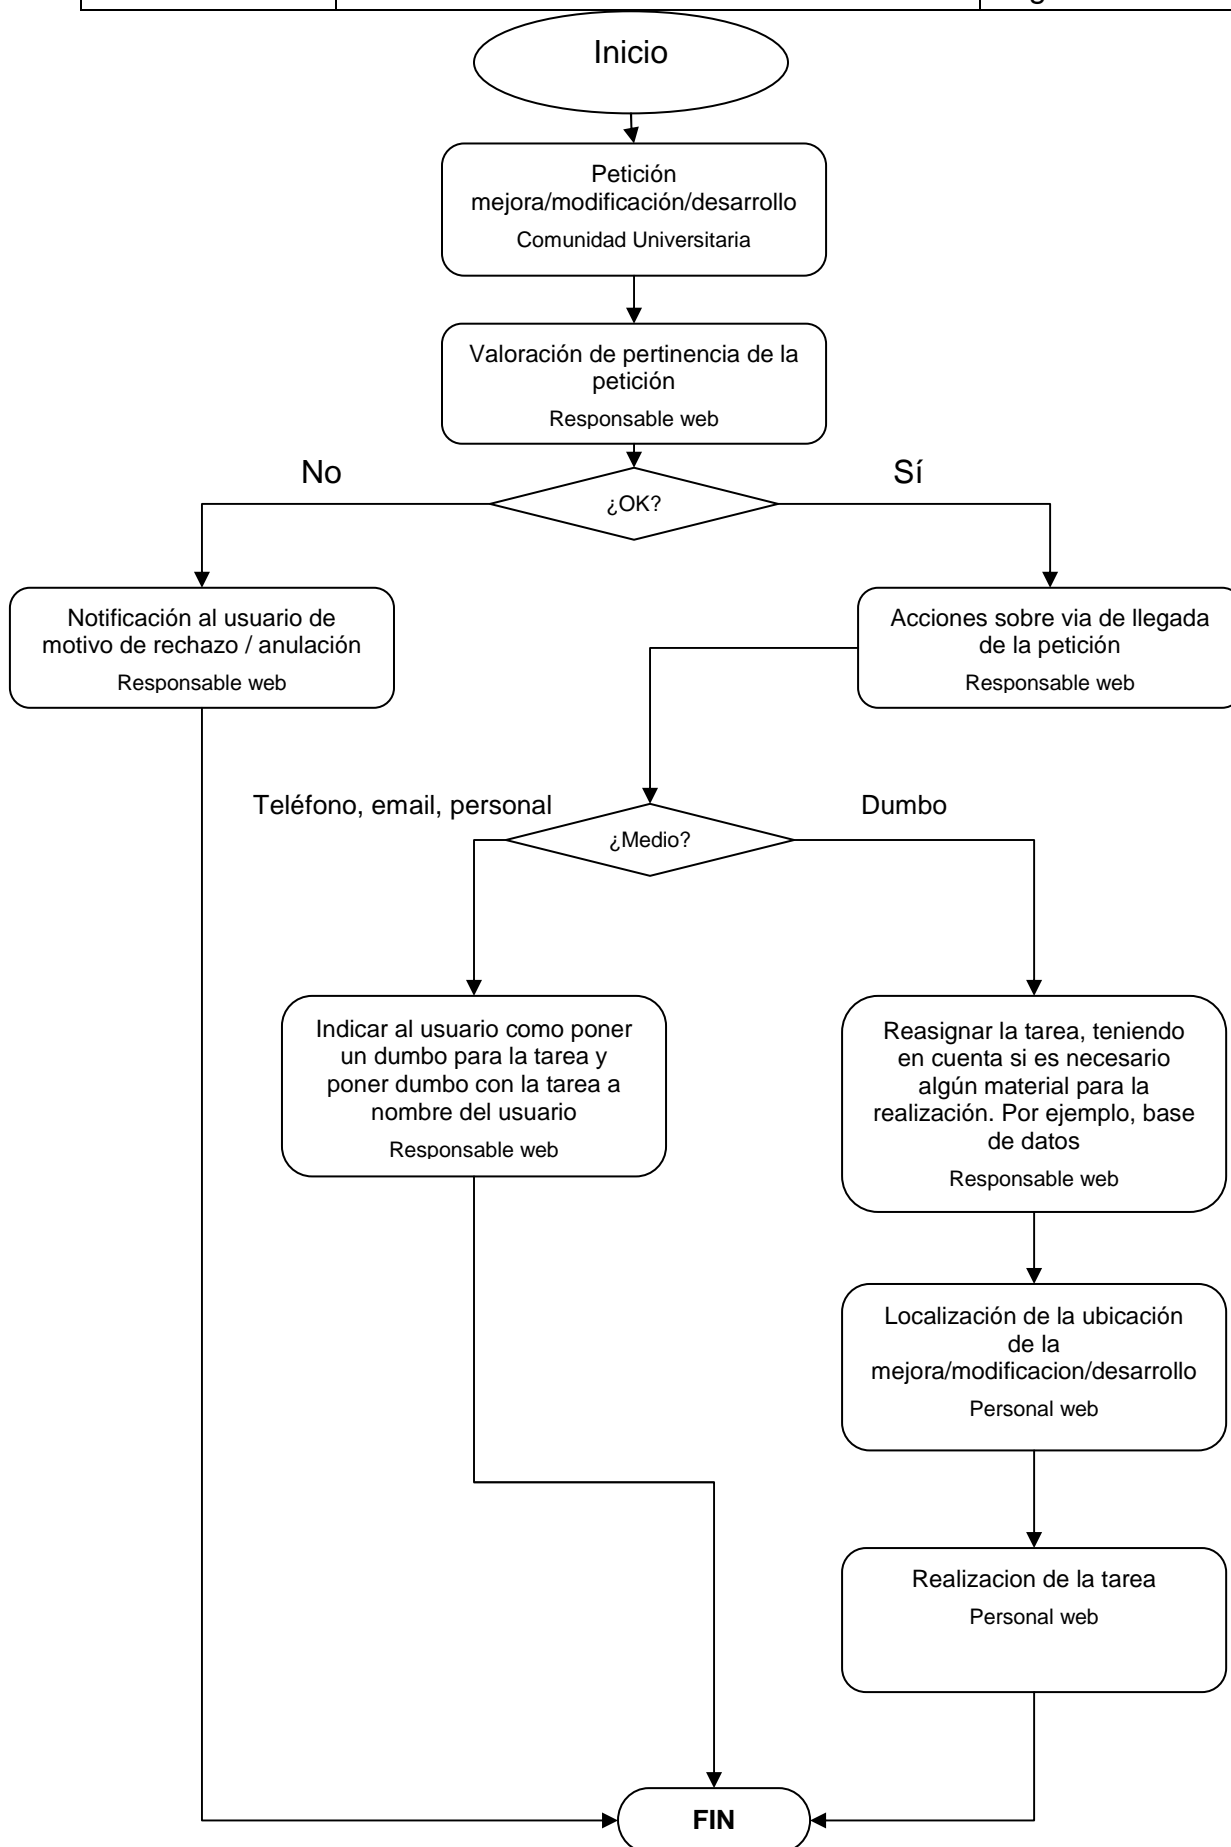 Inicio
Petición
mejora/modificación/desarrollo
Comunidad Universitaria
Valoración de pertinencia de la
petición
Responsable web
No
Sí
¿OK?
Notificación al usuario de
motivo de rechazo / anulación
Responsable web
Acciones sobre via de llegada
de la petición
Responsable web
Teléfono, email, personal
Dumbo
¿Medio?
Indicar al usuario como poner
un dumbo para la tarea y
poner dumbo con la tarea a
nombre del usuario
Responsable web
Reasignar la tarea, teniendo
en cuenta si es necesario
algún material para la
realización. Por ejemplo, base
de datos
Responsable web
Localización de la ubicación
de la
mejora/modificacion/desarrollo
Personal web
Realizacion de la tarea
Personal web
FIN